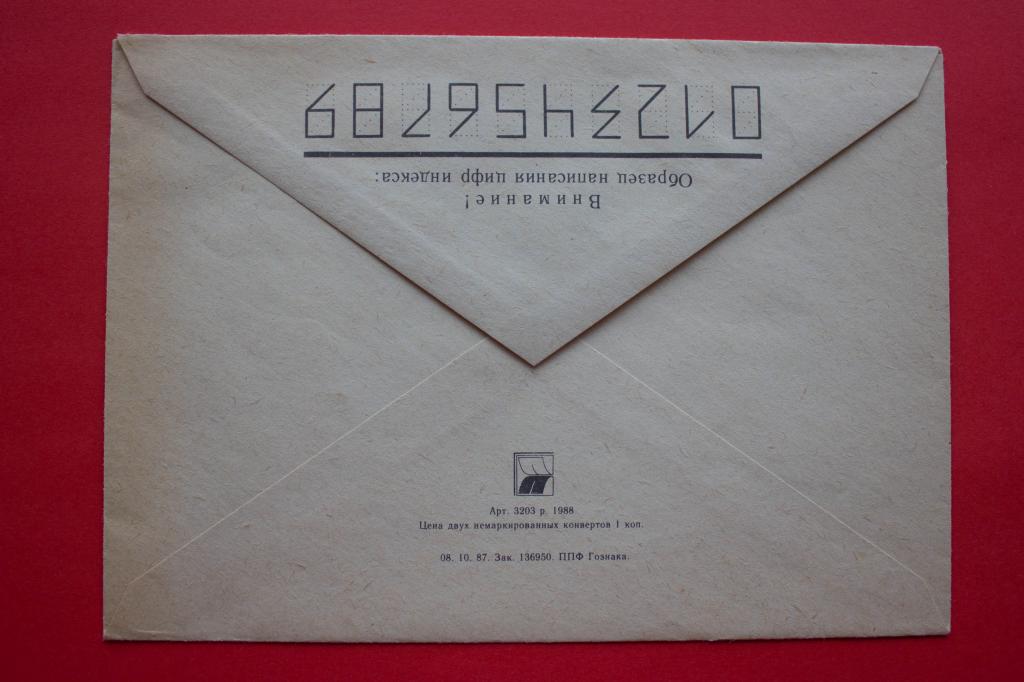 Внимание!
Образец написания цифр индекса:
0123456789
Арт. 3203 р. 1988
Цена двух немаркированных конвертов 1 коп.
08. 10. 87. Зак. 136950. ППФ Гознака.